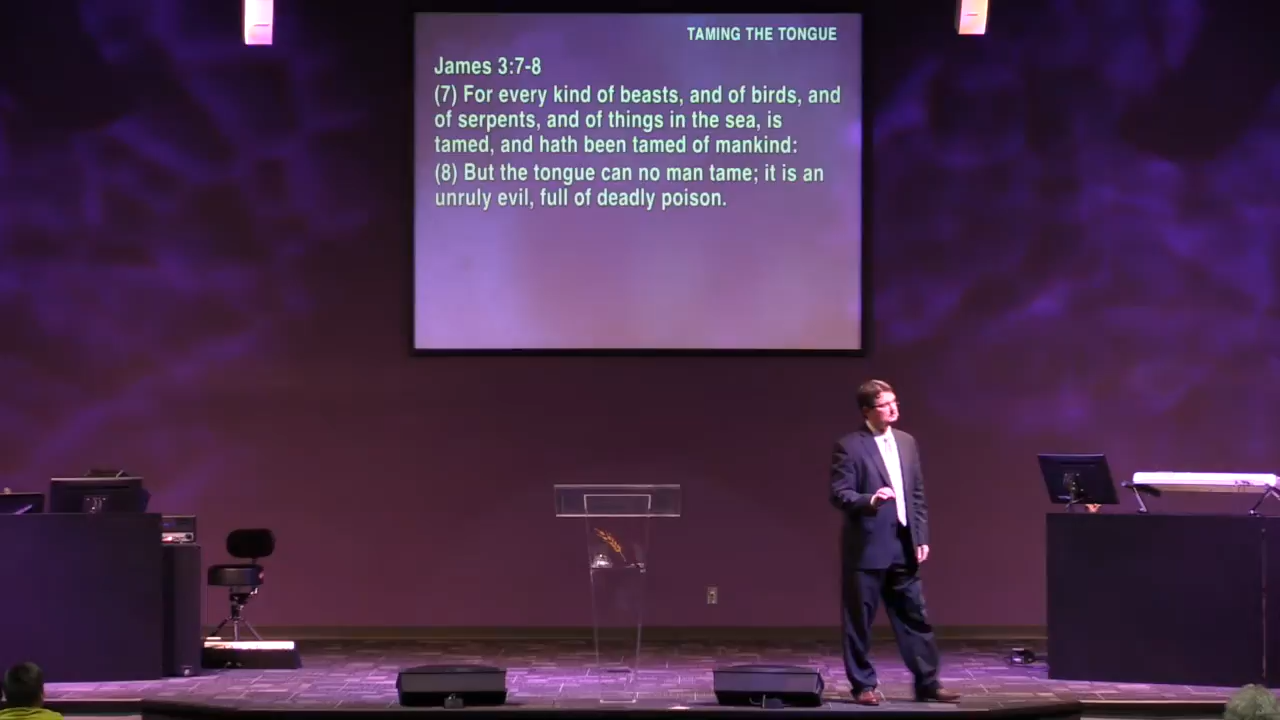 TAMING THE TONGUE
James 3:7-8
(7) For every kind of beasts, and of birds, and
of serpents, and of things in the sea, is
tamed, and hath been tamed of mankind:
(8) But the tongue can no man tame; it is an
unruly evil, full of deadly poison.